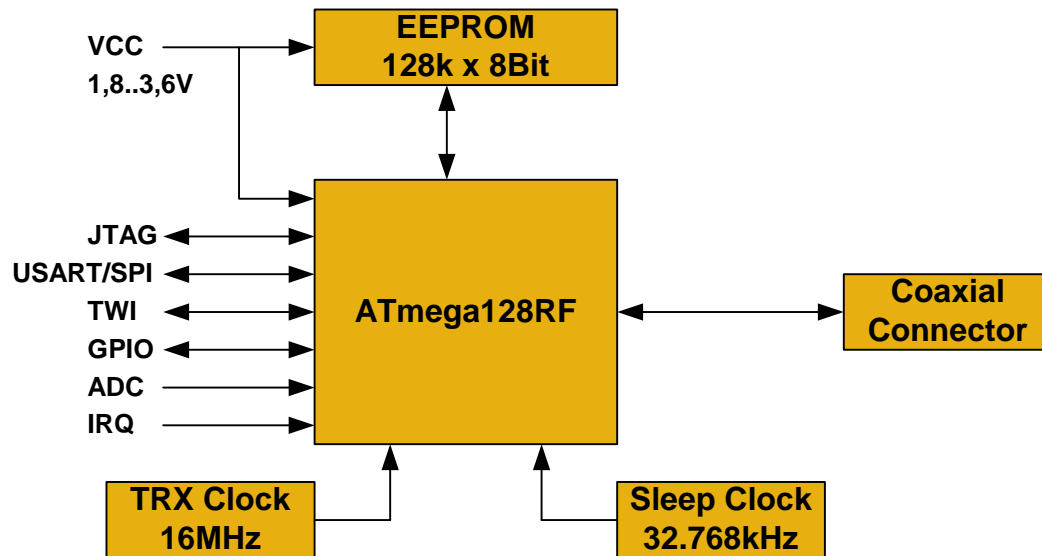 EEPROM
128k x 8Bit
VCC
1,8..3,6V
JTAG
USART/SPI
TWI
GPIO
ADC
IRQ
ATmega128RF
Coaxial
Connector
TRX Clock
16MHz
Sleep Clock
32.768kHz